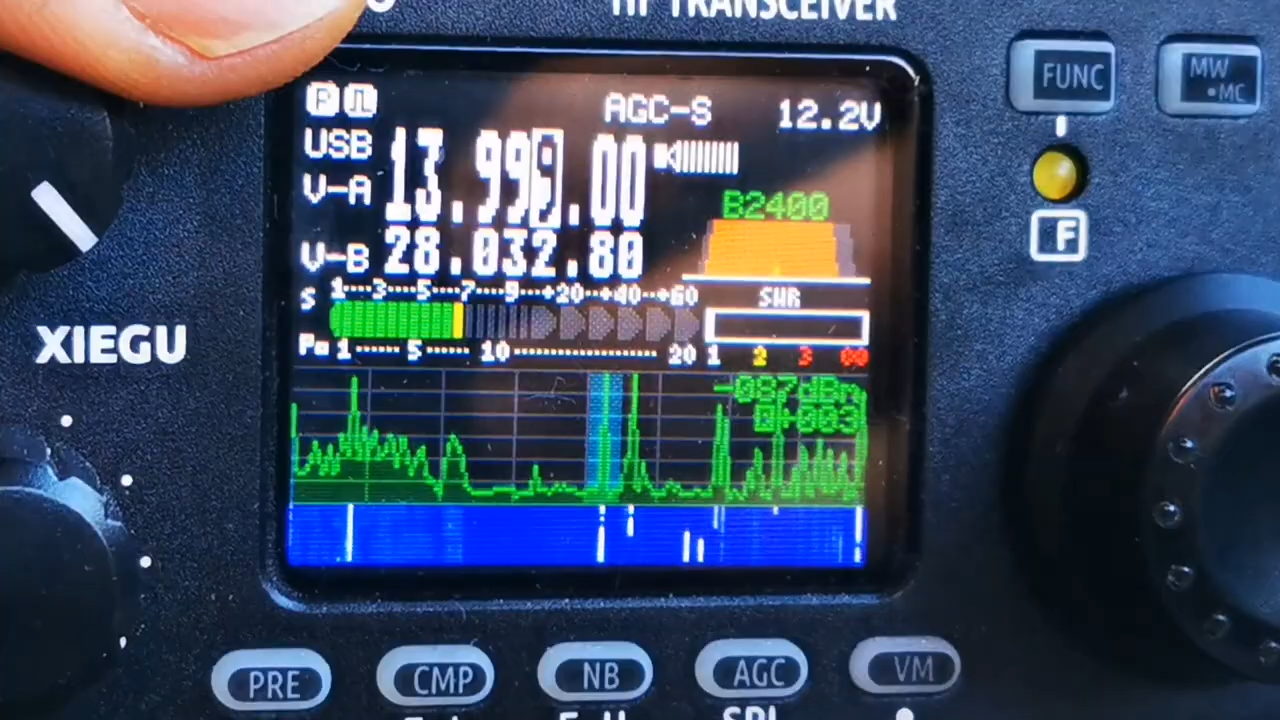 HF TRANSCEIVER
FUNC
MW
•MC
P
AGC-S 12.2V
USB 13.999.00
V-A
B2400
V-B 28.032.80
F
S 1 3 5 7 9 +20 +40 +60
SWR
Po 1 5 10 20
1 2 3 ∞
XIEGU
-087dBm
PRE CMP NB AGC VM
SPL